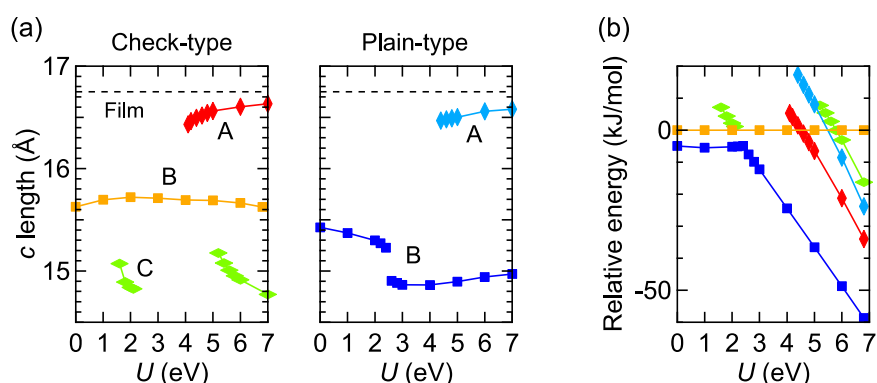 (a)
Check-type
Plain-type
(b)
17
16
15
14
c length (Å)
Film
A
B
C
0 1 2 3 4 5 6 7
U (eV)
A
B
0 1 2 3 4 5 6 7
U (eV)
Relative energy (kJ/mol)
0
-50
0 1 2 3 4 5 6 7
U (eV)